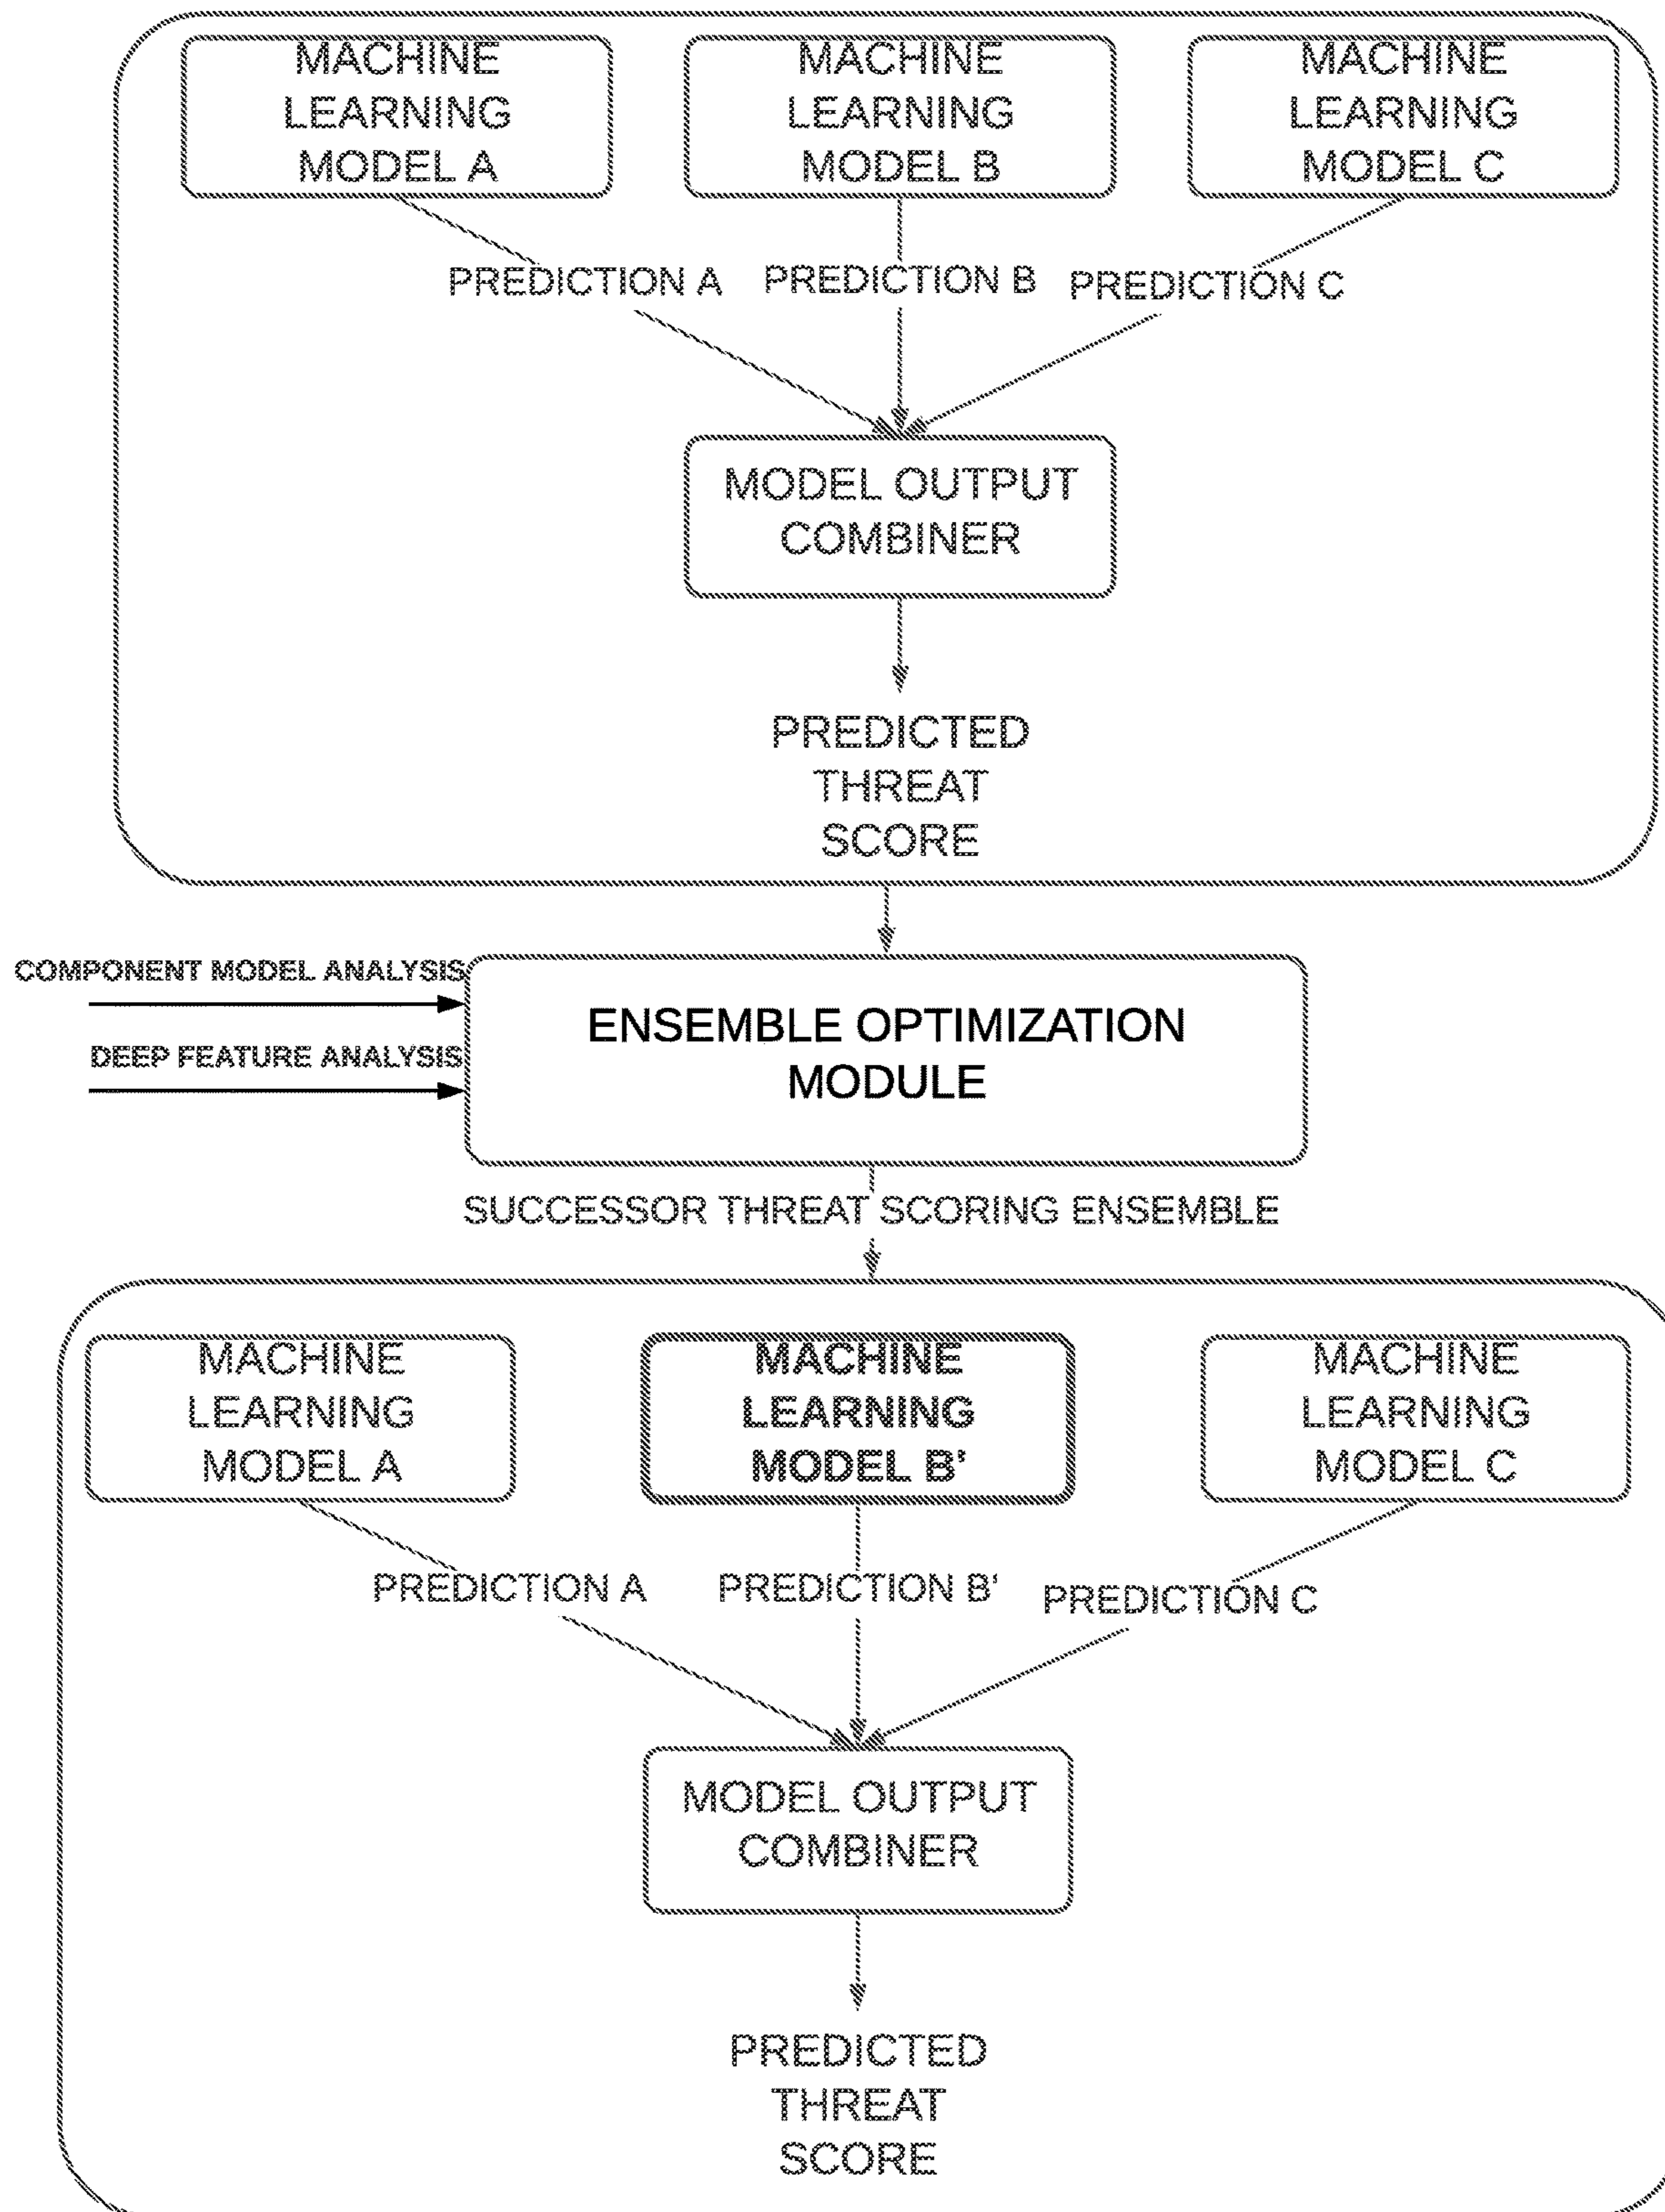 MACHINE
LEARNING
MODEL A
MACHINE
LEARNING
MODEL B
MACHINE
LEARNING
MODEL C
PREDICTION A
PREDICTION B
PREDICTION C
MODEL OUTPUT
COMBINER
PREDICTED
THREAT
SCORE
COMPONENT MODEL ANALYSIS
DEEP FEATURE ANALYSIS
ENSEMBLE OPTIMIZATION
MODULE
SUCCESSOR THREAT SCORING ENSEMBLE
MACHINE
LEARNING
MODEL A
MACHINE
LEARNING
MODEL B'
MACHINE
LEARNING
MODEL C
PREDICTION A
PREDICTION B'
PREDICTION C
MODEL OUTPUT
COMBINER
PREDICTED
THREAT
SCORE